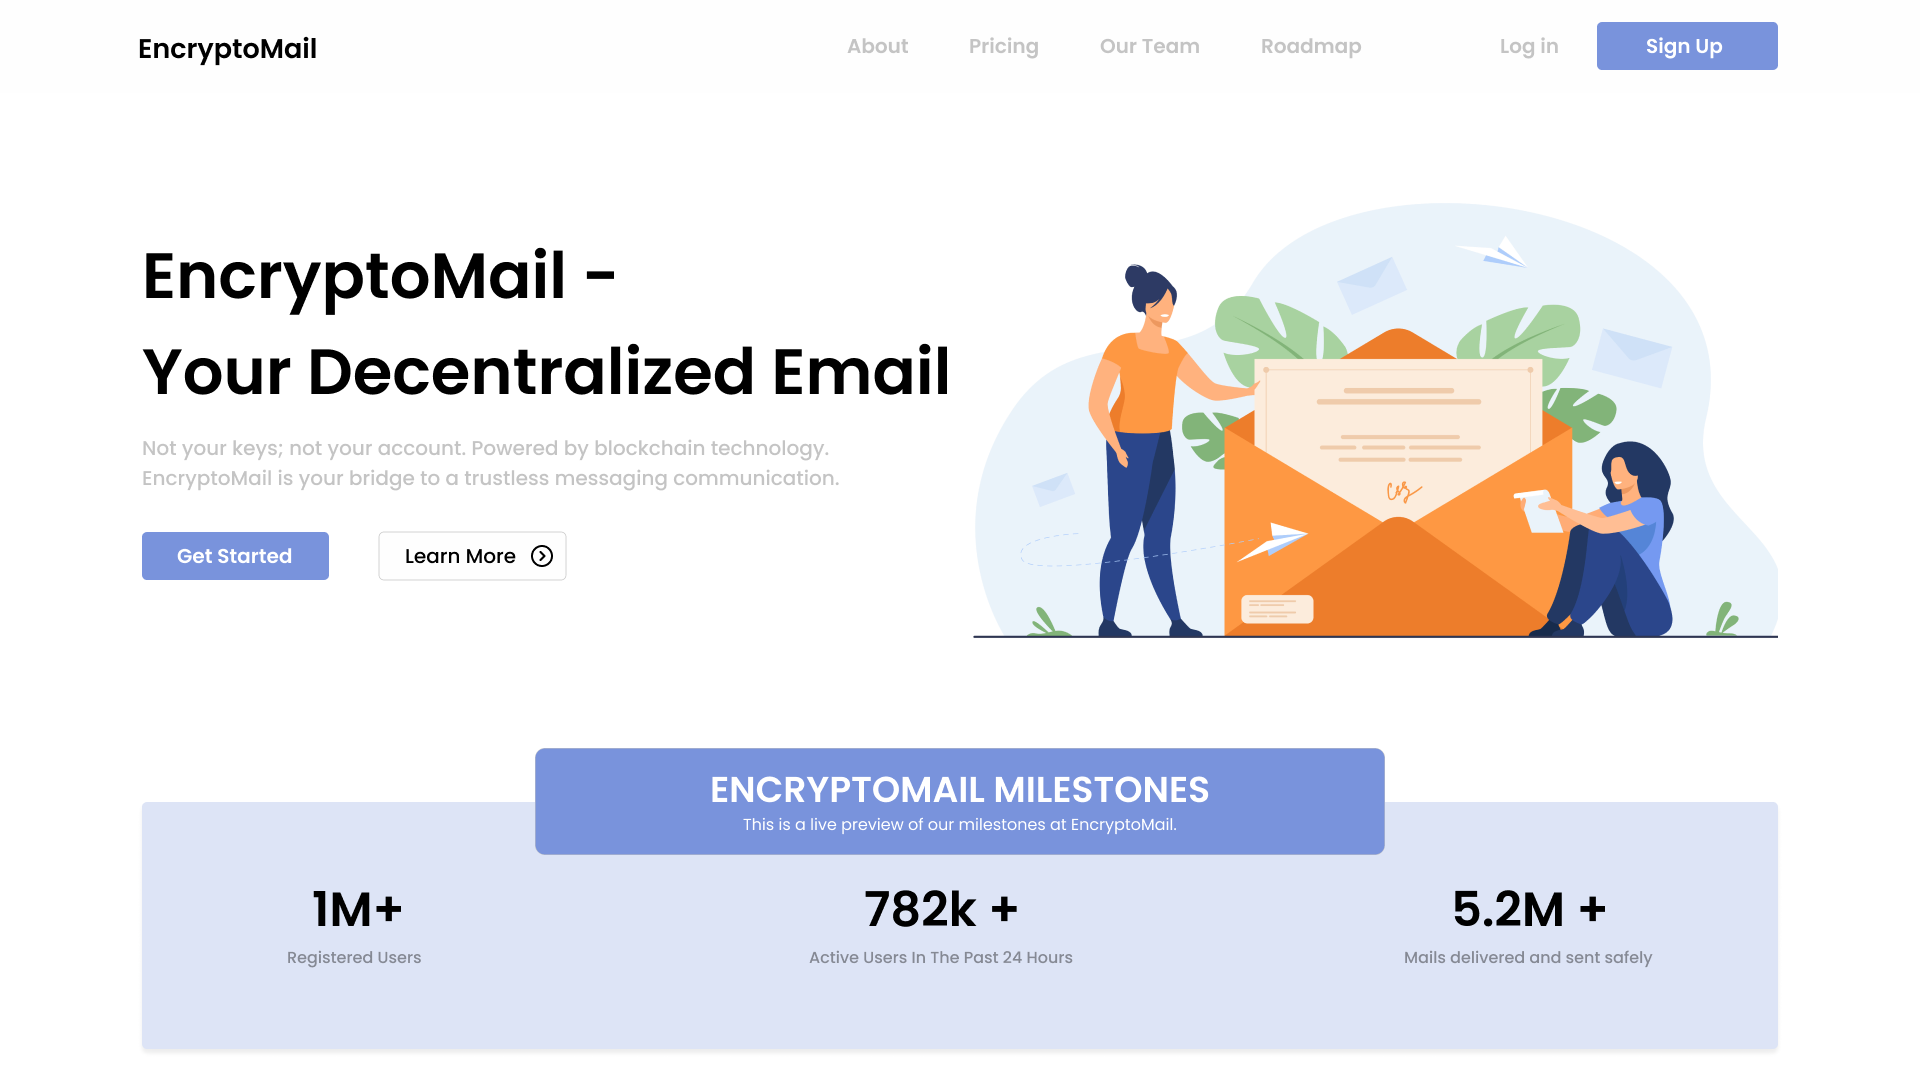 EncryptoMail
About
Pricing
Our Team
Roadmap
Log in
Sign Up
EncryptoMail -
Your Decentralized Email
Not your keys; not your account. Powered by blockchain technology.
EncryptoMail is your bridge to a trustless messaging communication.
Get Started
Learn More
ENCRYPTOMAIL MILESTONES
This is a live preview of our milestones at EncryptoMail.
1M+
Registered Users
782k +
Active Users In The Past 24 Hours
5.2M +
Mails delivered and sent safely